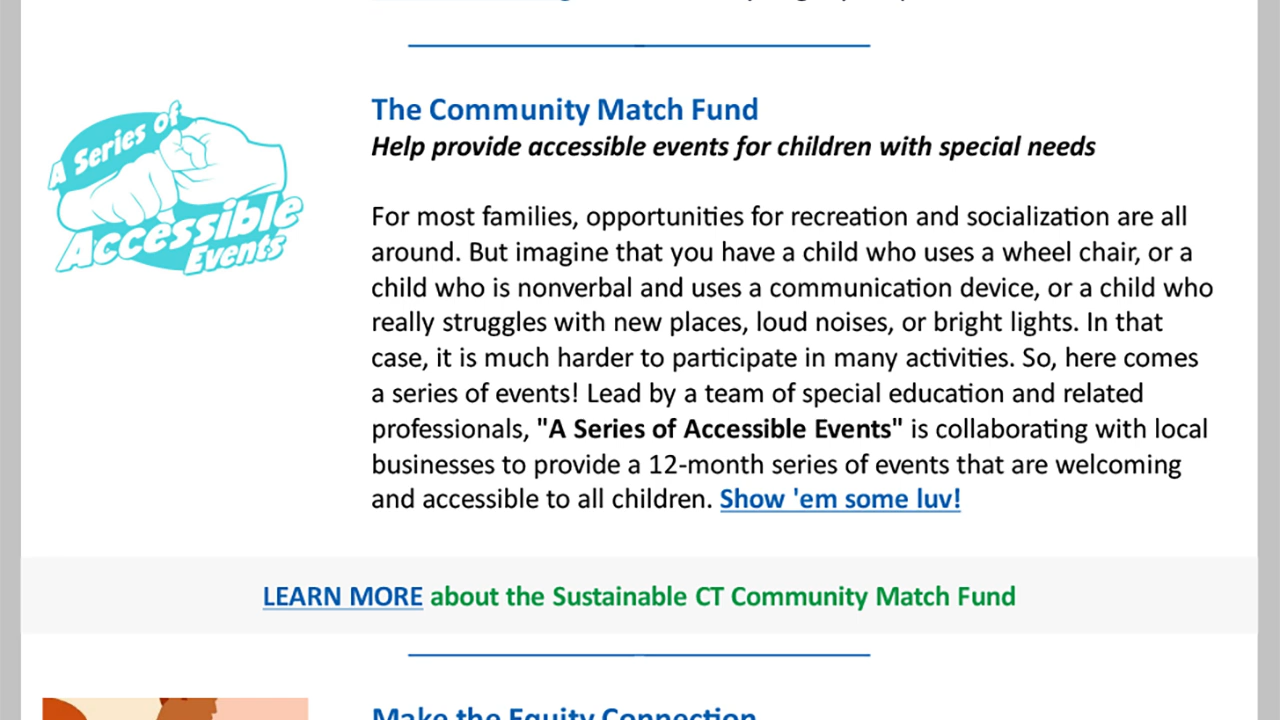 A Series of
Accessible
Events
The Community Match Fund
Help provide accessible events for children with special needs
For most families, opportunities for recreation and socialization are all
around. But imagine that you have a child who uses a wheel chair, or a
child who is nonverbal and uses a communication device, or a child who
really struggles with new places, loud noises, or bright lights. In that
case, it is much harder to participate in many activities. So, here comes
a series of events! Lead by a team of special education and related
professionals, "A Series of Accessible Events" is collaborating with local
businesses to provide a 12-month series of events that are welcoming
and accessible to all children. Show 'em some luv!
LEARN MORE about the Sustainable CT Community Match Fund
Make the Equity Connection